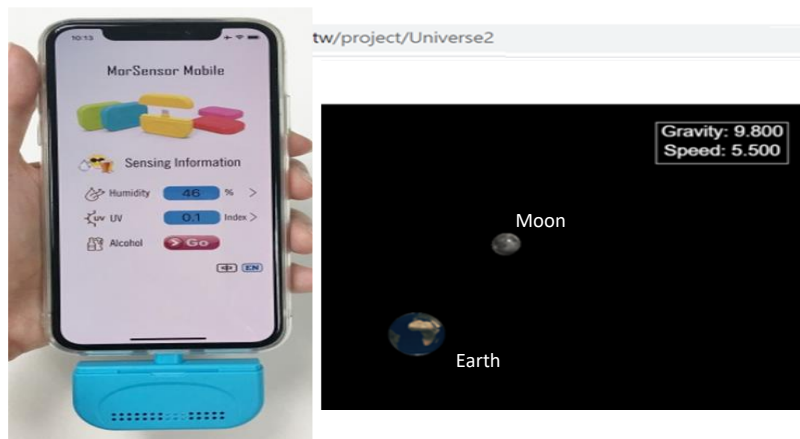 10:13
MorSensor Mobile
Sensing Information
Humidity 46 % >
UV UV 0.1 Index >
Alcohol > Go
EN
tw/project/Universe2
Gravity: 9.800
Speed: 5.500
Moon
Earth